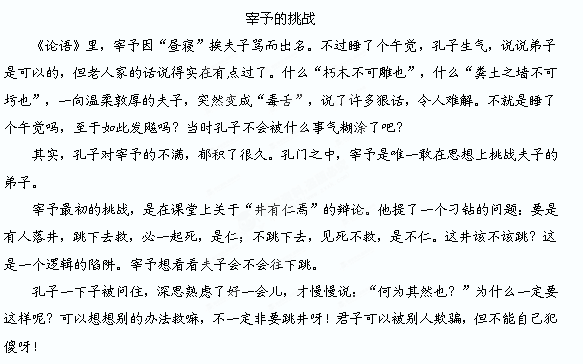 宰予的挑战
《论语》里，宰予因“昼寝”挨夫子骂而出名。不过睡了个午觉，孔子生气，说说弟子
是可以的，但老人家的话说得实在有点过了。什么“朽木不可雕也”，什么“粪土之墙不可
圬也”，一向温柔敦厚的夫子，突然变成“毒舌”，说了许多狠话，令人难解。不就是睡了
个午觉吗，至于如此发飚吗？当时孔子不会被什么事气糊涂了吧？
其实，孔子对宰予的不满，郁积了很久。孔门之中，宰予是唯一敢在思想上挑战夫子的
弟子。
宰予最初的挑战，是在课堂上关于“井有仁焉”的辩论。他提了一个刁钻的问题：要是
有人落井，跳下去救，必一起死，是仁；不跳下去，见死不救，是不仁。这井该不该跳？这
是一个逻辑的陷阱。宰予想看看夫子会不会往下跳。
孔子一下子被问住，深思熟虑了好一会儿，才慢慢说：“何为其然也？”为什么一定要
这样呢？可以想想别的办法救嘛，不一定非要跳井呀！君子可以被别人欺骗，但不能自己犯
傻呀！